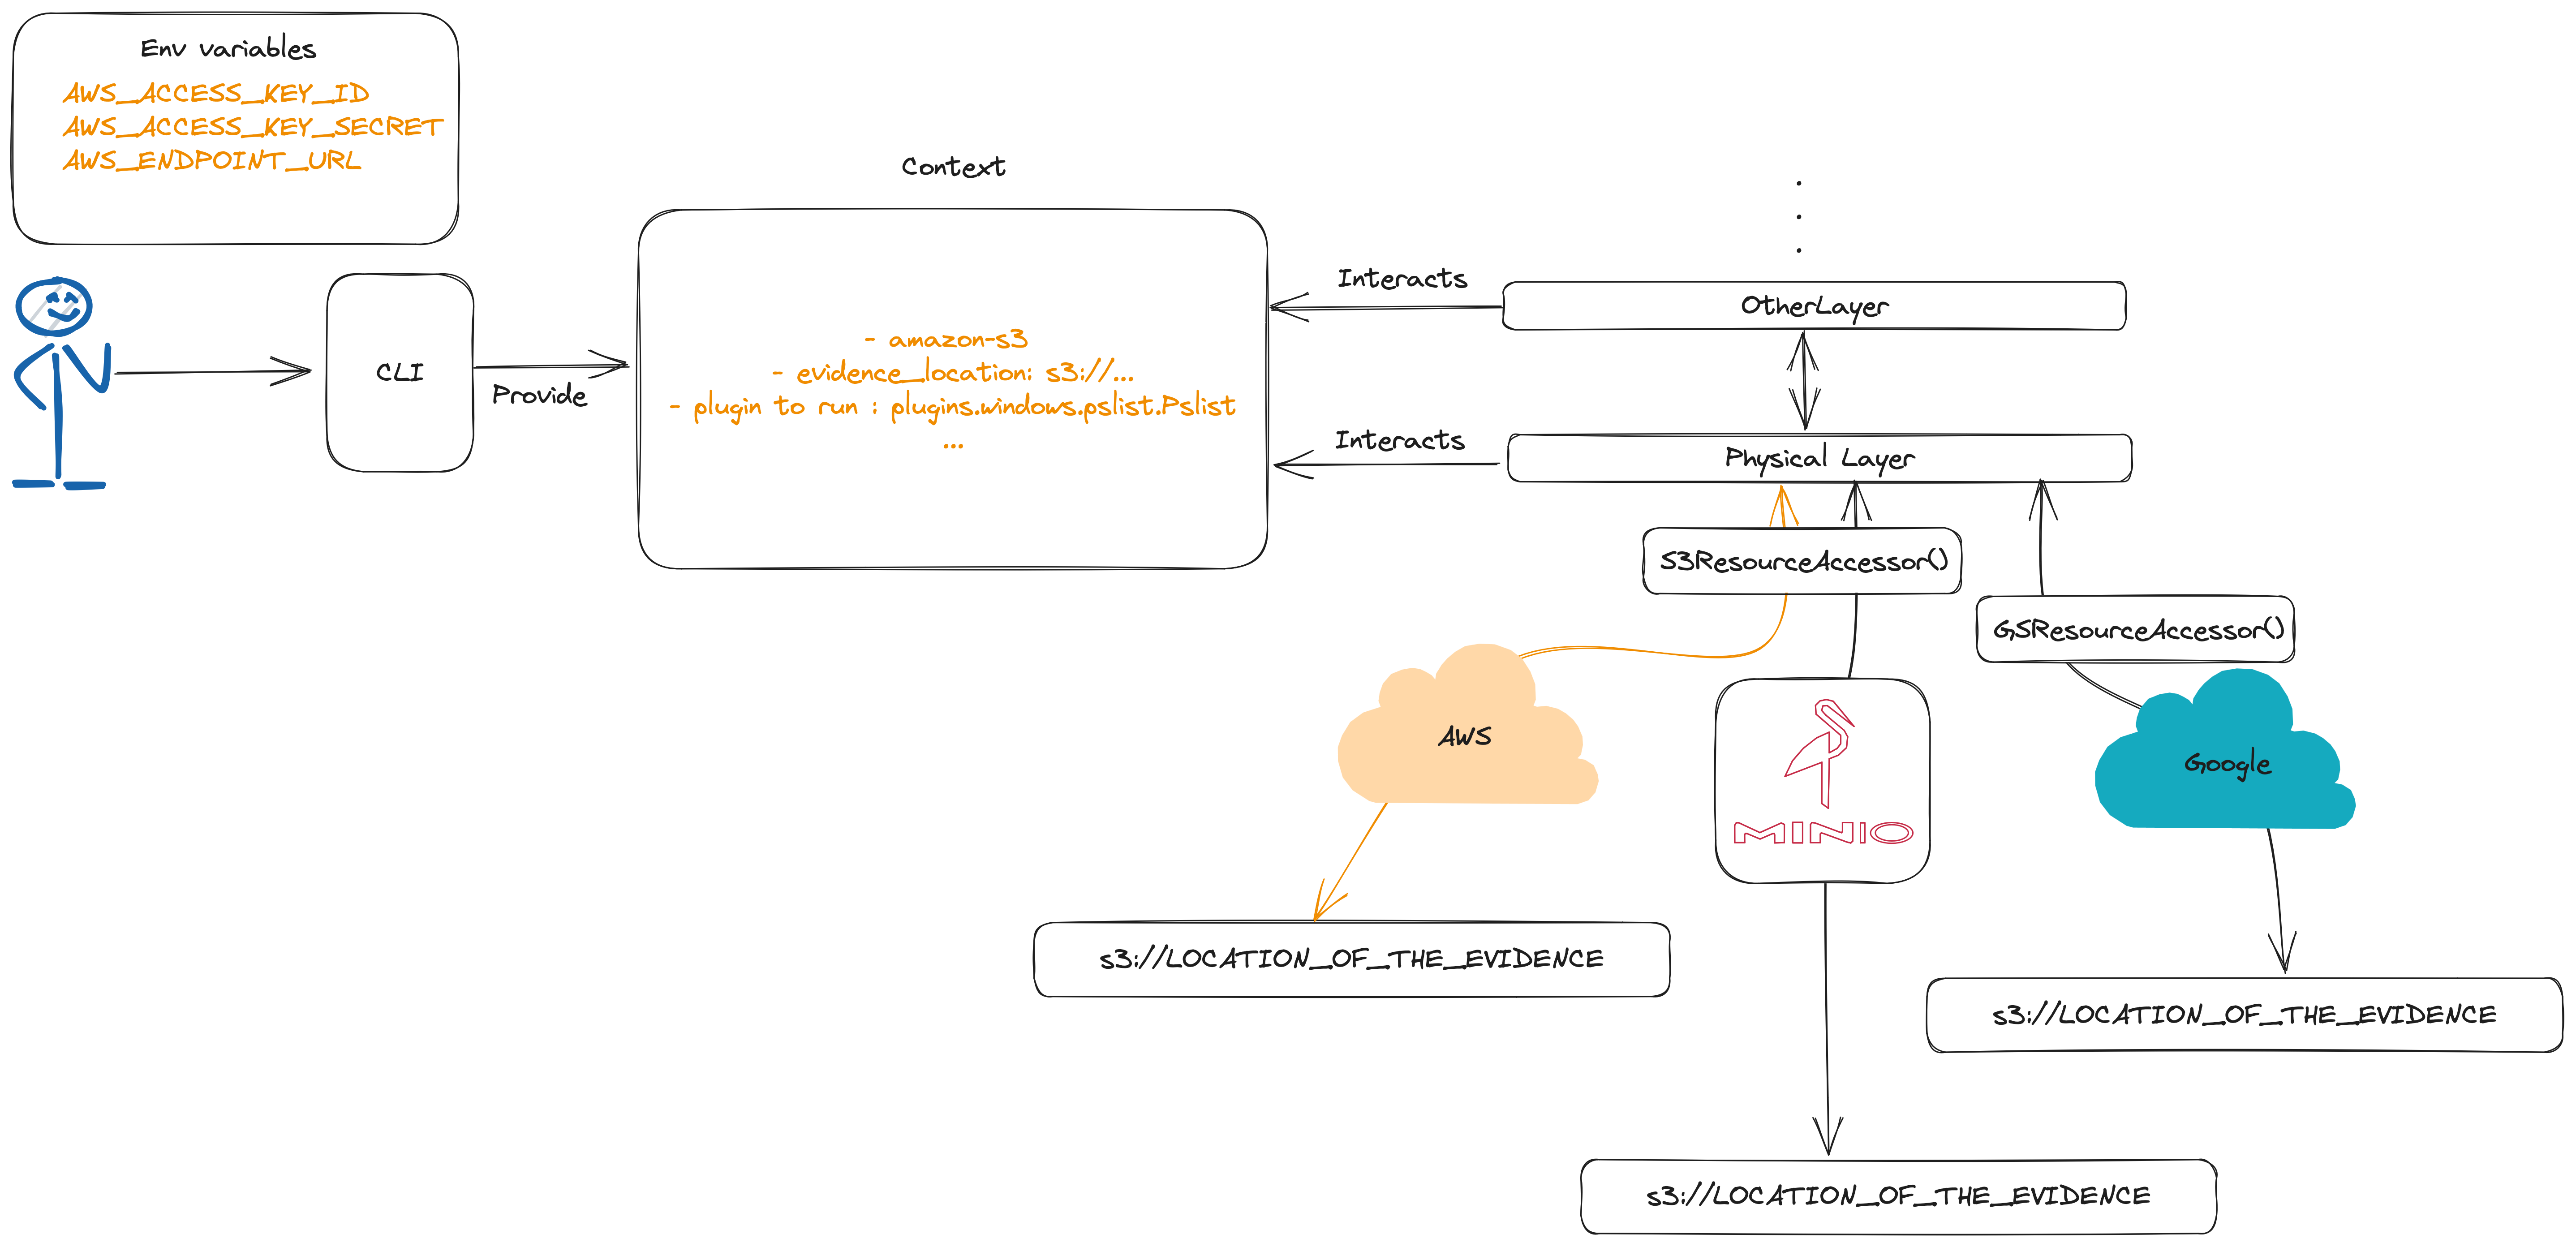 Env variables
AWS_ACCESS_KEY_ID
AWS_ACCESS_KEY_SECRET
AWS_ENDPOINT_URL
CLI
Provide
Context
- amazon-s3
- evidence_location: s3://...
- plugin to run : plugins.windows.pslist.Pslist
...
Interacts
Interacts
.
.
.
OtherLayer
Physical Layer
S3ResourceAccessor()
GSResourceAccessor()
AWS
MINIO
Google
s3://LOCATION_OF_THE_EVIDENCE
s3://LOCATION_OF_THE_EVIDENCE
s3://LOCATION_OF_THE_EVIDENCE